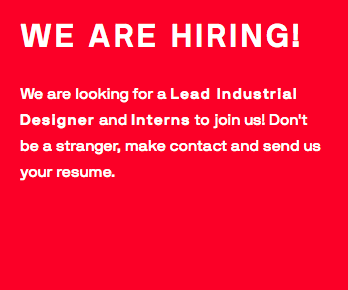 WE ARE HIRING!
We are looking for a Lead Industrial
Designer and Interns to join us! Don't
be a stranger, make contact and send us
your resume.